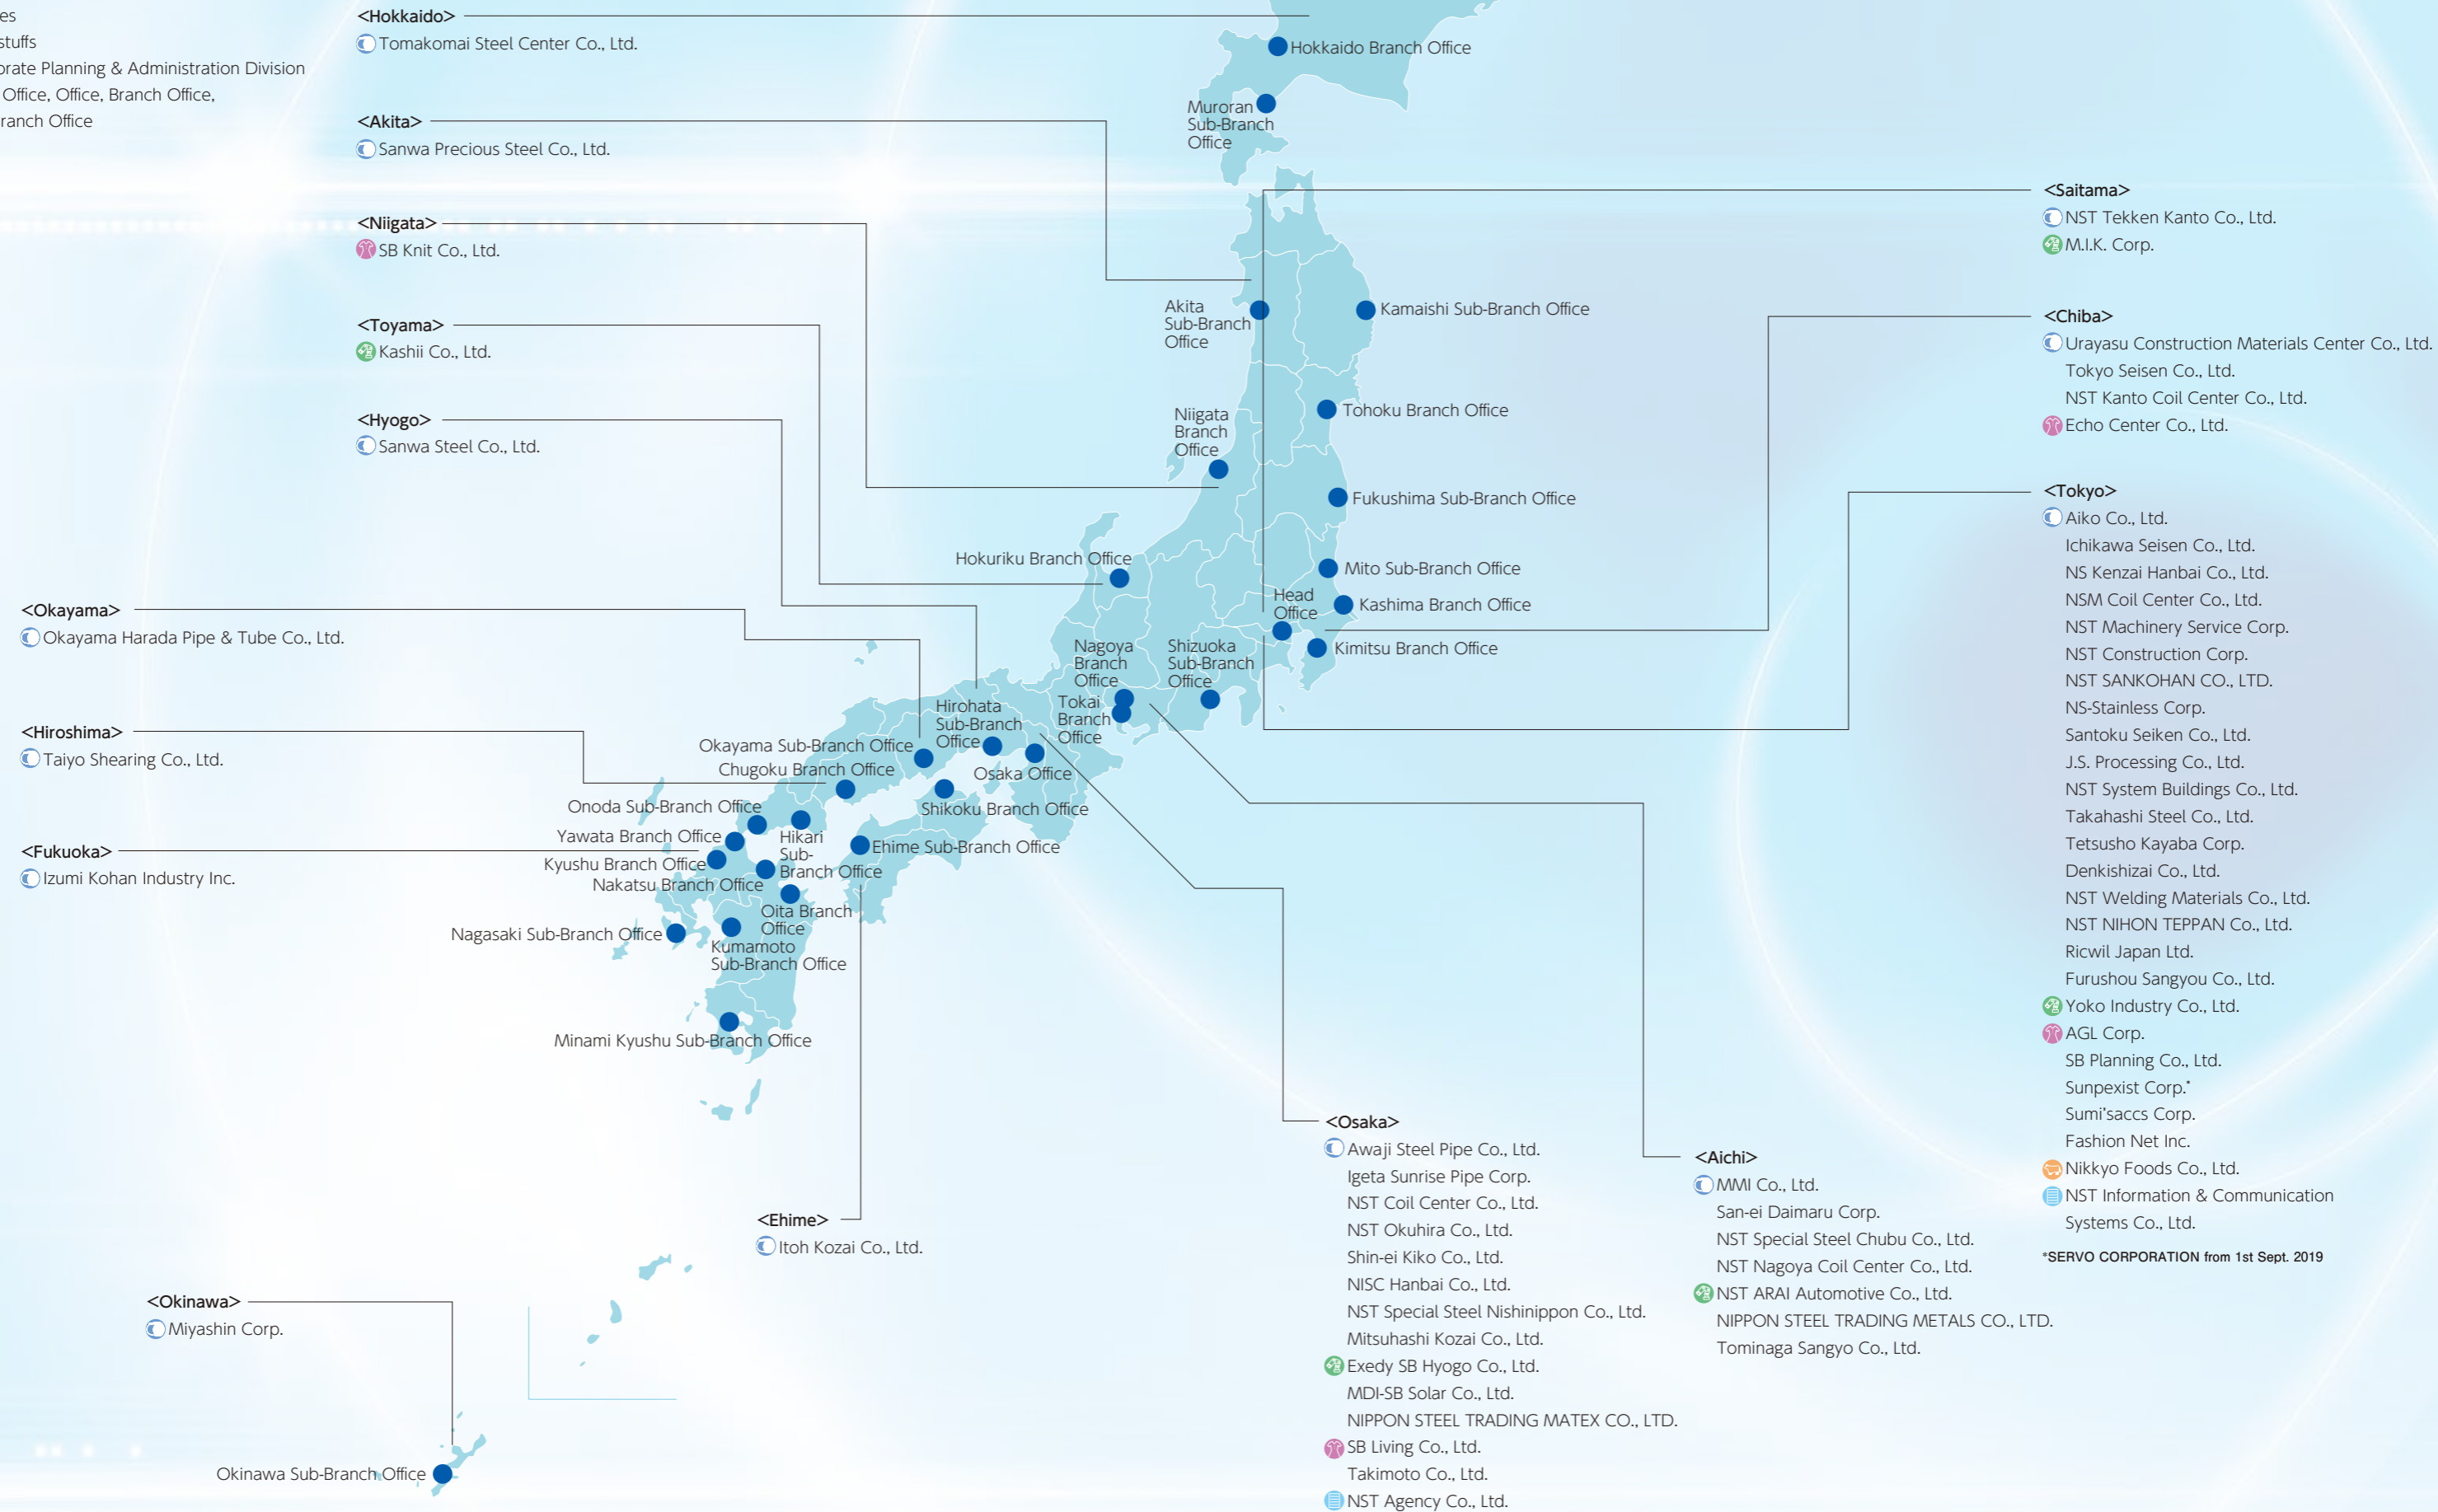 es
stuffs
orate Planning & Administration Division
Office, Office, Branch Office,
ranch Office
<Hokkaido>
Tomakomai Steel Center Co., Ltd.
<Akita>
Sanwa Precious Steel Co., Ltd.
<Niigata>
SB Knit Co., Ltd.
<Toyama>
Kashii Co., Ltd.
<Hyogo>
Sanwa Steel Co., Ltd.
<Okayama>
Okayama Harada Pipe & Tube Co., Ltd.
<Hiroshima>
Taiyo Shearing Co., Ltd.
<Fukuoka>
Izumi Kohan Industry Inc.
<Okinawa>
Miyashin Corp.
<Ehime>
Itoh Kozai Co., Ltd.
Hokkaido Branch Office
Muroran
Sub-Branch
Office
Akita
Sub-Branch
Office
Kamaishi Sub-Branch Office
Niigata
Branch
Office
Tohoku Branch Office
Fukushima Sub-Branch Office
Hokuriku Branch Office
Mito Sub-Branch Office
Head
Office
Kashima Branch Office
Kimitsu Branch Office
Nagoya
Branch
Office
Shizuoka
Sub-Branch
Office
Tokai
Branch
Office
Hirohata
Sub-Branch
Office
Osaka Office
Okayama Sub-Branch Office
Chugoku Branch Office
Shikoku Branch Office
Onoda Sub-Branch Office
Yawata Branch Office
Hikari
Sub-
Branch Office
Ehime Sub-Branch Office
Kyushu Branch Office
Nakatsu Branch Office
Oita Branch
Office
Nagasaki Sub-Branch Office
Kumamoto
Sub-Branch Office
Minami Kyushu Sub-Branch Office
Okinawa Sub-Branch Office
<Saitama>
NST Tekken Kanto Co., Ltd.
M.I.K. Corp.
<Chiba>
Urayasu Construction Materials Center Co., Ltd.
Tokyo Seisen Co., Ltd.
NST Kanto Coil Center Co., Ltd.
Echo Center Co., Ltd.
<Tokyo>
Aiko Co., Ltd.
Ichikawa Seisen Co., Ltd.
NS Kenzai Hanbai Co., Ltd.
NSM Coil Center Co., Ltd.
NST Machinery Service Corp.
NST Construction Corp.
NST SANKOHAN CO., LTD.
NS-Stainless Corp.
Santoku Seiken Co., Ltd.
J.S. Processing Co., Ltd.
NST System Buildings Co., Ltd.
Takahashi Steel Co., Ltd.
Tetsusho Kayaba Corp.
Denkishizai Co., Ltd.
NST Welding Materials Co., Ltd.
NST NIHON TEPPAN Co., Ltd.
Ricwil Japan Ltd.
Furushou Sangyou Co., Ltd.
Yoko Industry Co., Ltd.
AGL Corp.
SB Planning Co., Ltd.
Sunpexist Corp.*
Sumi'saccs Corp.
Fashion Net Inc.
Nikkyo Foods Co., Ltd.
NST Information & Communication
Systems Co., Ltd.
*SERVO CORPORATION from 1st Sept. 2019
<Osaka>
Awaji Steel Pipe Co., Ltd.
Igeta Sunrise Pipe Corp.
NST Coil Center Co., Ltd.
NST Okuhira Co., Ltd.
Shin-ei Kiko Co., Ltd.
NISC Hanbai Co., Ltd.
NST Special Steel Nishinippon Co., Ltd.
Mitsuhashi Kozai Co., Ltd.
Exedy SB Hyogo Co., Ltd.
MDI-SB Solar Co., Ltd.
NIPPON STEEL TRADING MATEX CO., LTD.
SB Living Co., Ltd.
Takimoto Co., Ltd.
NST Agency Co., Ltd.
<Aichi>
MMI Co., Ltd.
San-ei Daimaru Corp.
NST Special Steel Chubu Co., Ltd.
NST Nagoya Coil Center Co., Ltd.
NST ARAI Automotive Co., Ltd.
NIPPON STEEL TRADING METALS CO., LTD.
Tominaga Sangyo Co., Ltd.